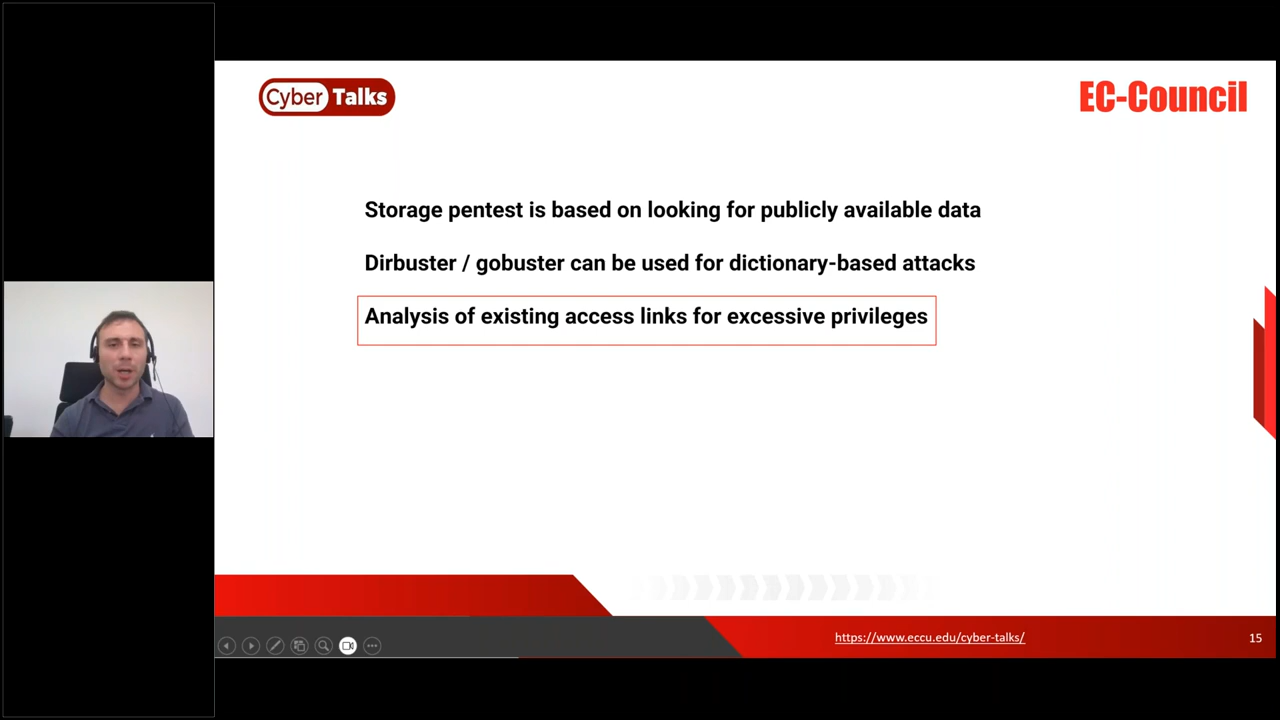 Cyber Talks
EC-Council
Storage pentest is based on looking for publicly available data
Dirbuster / gobuster can be used for dictionary-based attacks
Analysis of existing access links for excessive privileges
https://www.eccu.edu/cyber-talks/
15